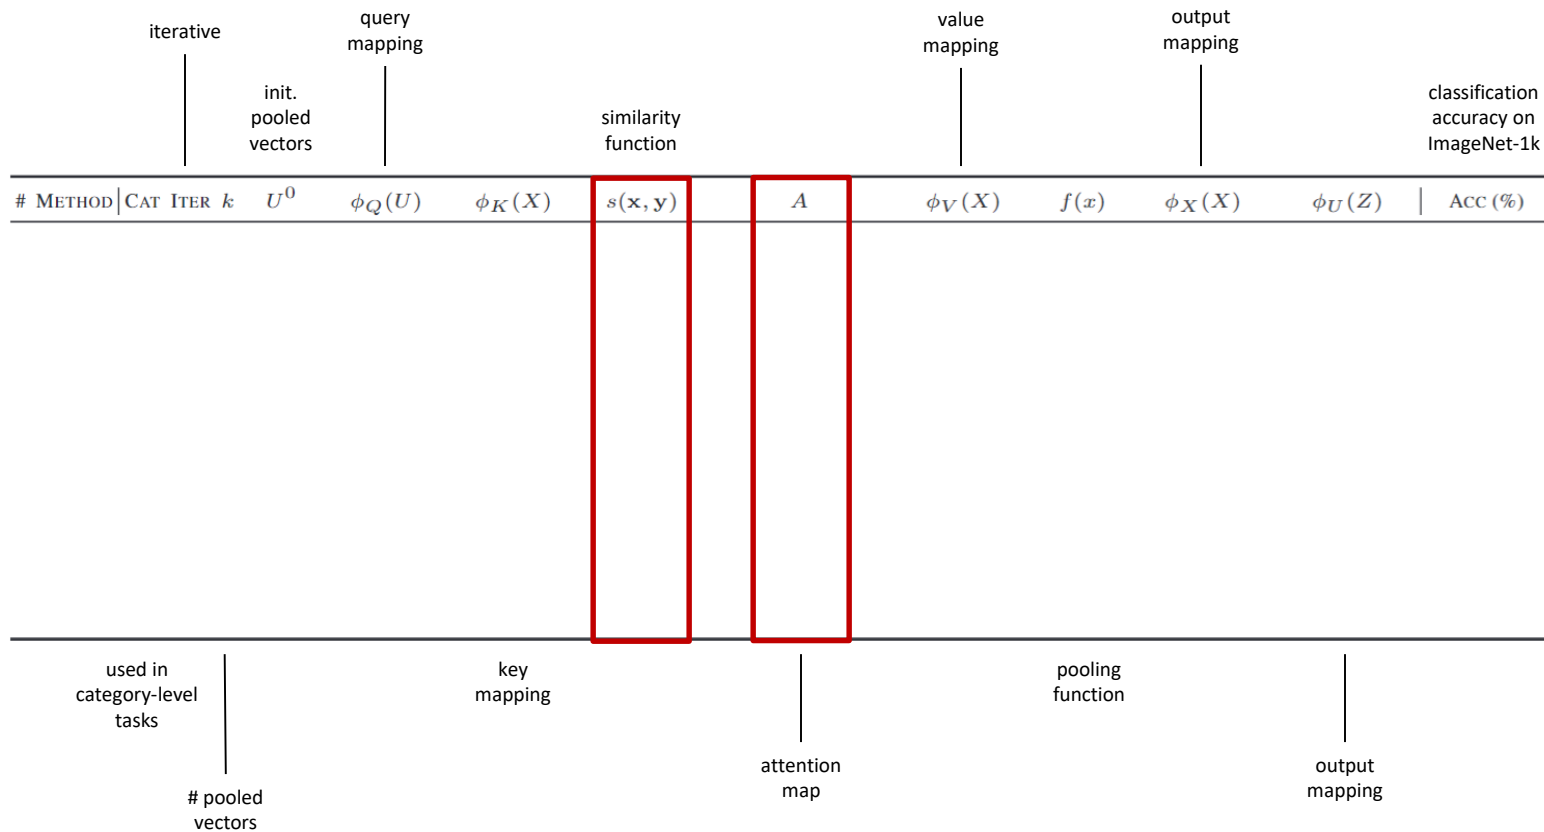 iterative
query
mapping
value
mapping
output
mapping
init.
pooled
vectors
similarity
function
classification
accuracy on
ImageNet-1k
# METHOD CAT ITER k U⁰ ϕ_Q(U) ϕ_K(X) s(x, y) A ϕ_V(X) f(x) ϕ_X(X) ϕ_U(Z) ACC (%)
used in
category-level
tasks
key
mapping
pooling
function
# pooled
vectors
attention
map
output
mapping